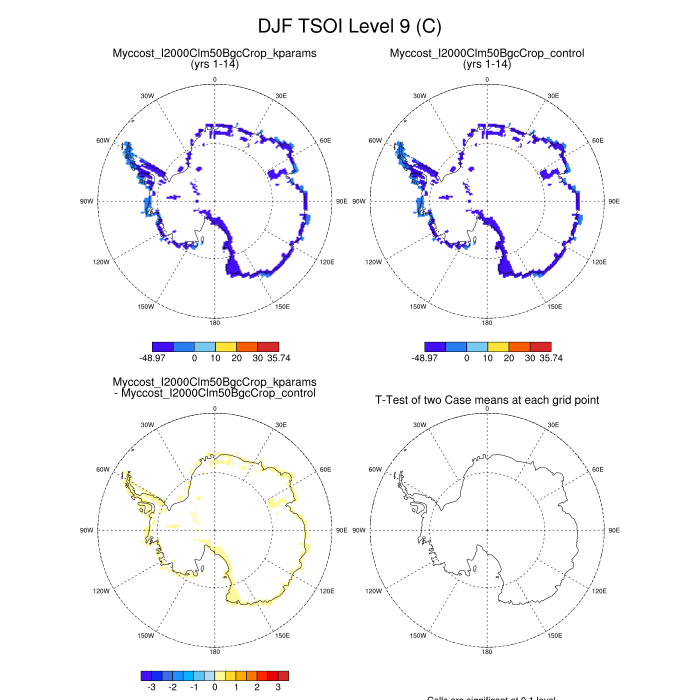 DJF TSOI Level 9 (C)
Myccost_I2000Clm50BgcCrop_kparams
(yrs 1-14)
Myccost_I2000Clm50BgcCrop_control
(yrs 1-14)
0
30W 30E
60W 60E
90W 90E
120W 120E
150W 150E
180
0
30W 30E
60W 60E
90W 90E
120W 120E
150W 150E
180
-48.97 0 10 20 30 35.74
-48.97 0 10 20 30 35.74
Myccost_I2000Clm50BgcCrop_kparams
- Myccost_I2000Clm50BgcCrop_control
T-Test of two Case means at each grid point
0
30W 30E
60W 60E
90W 90E
120W 120E
150W 150E
180
0
30W 30E
60W 60E
90W 90E
120W 120E
150W 150E
180
-3 -2 -1 0 1 2 3
Cells are significant at 0.1 level